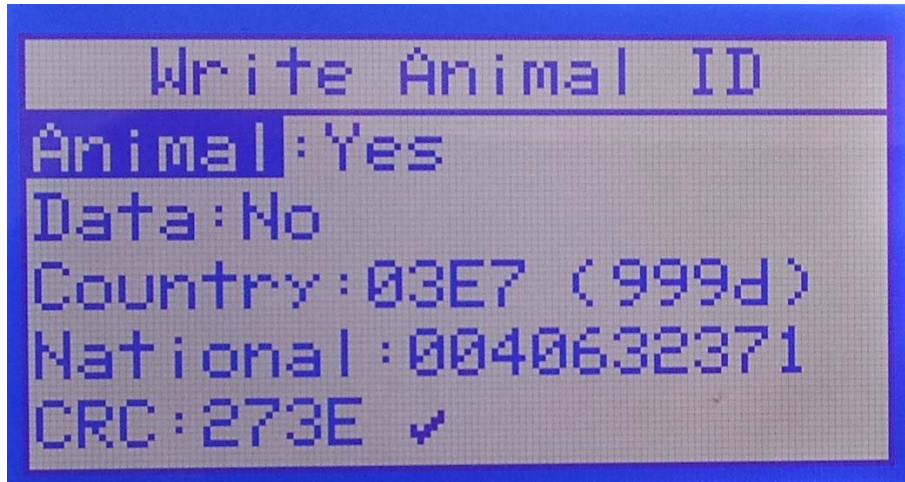 Write Animal ID
Animal:Yes
Data:No
Country:03E7 (999d)
National:0040632371
CRC:273E ✓